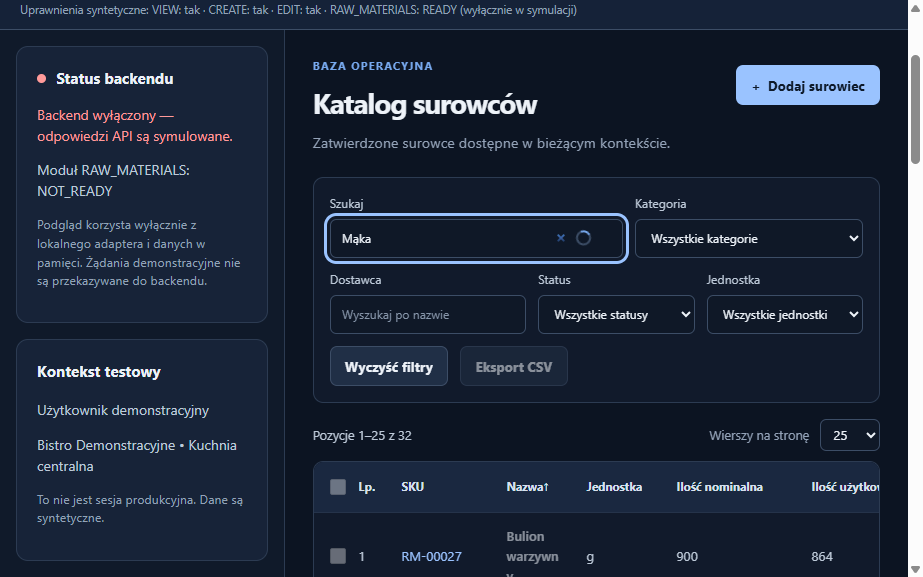 Uprawnienia syntetyczne: VIEW: tak · CREATE: tak · EDIT: tak · RAW_MATERIALS: READY (wyłącznie w symulacji)
Status backendu
Backend wyłączony —
odpowiedzi API są symulowane.
Moduł RAW_MATERIALS:
NOT_READY
Podgląd korzysta wyłącznie z
lokalnego adaptera i danych w
pamięci. Żądania demonstracyjne nie
są przekazywane do backendu.
Kontekst testowy
Użytkownik demonstracyjny
Bistro Demonstracyjne • Kuchnia
centralna
To nie jest sesja produkcyjna. Dane są
syntetyczne.
BAZA OPERACYJNA
Katalog surowców
+ Dodaj surowiec
Zatwierdzone surowce dostępne w bieżącym kontekście.
Szukaj
Kategoria
Mąka ×
Wszystkie kategorie
Dostawca
Status
Jednostka
Wyszukaj po nazwie
Wszystkie statusy
Wszystkie jednostki
Wyczyść filtry
Eksport CSV
Pozycje 1–25 z 32
Wierszy na stronę
25
Lp. SKU Nazwa↑ Jednostka Ilość nominalna Ilość użytkow
1 RM-00027 Bulion warzywn g 900 864